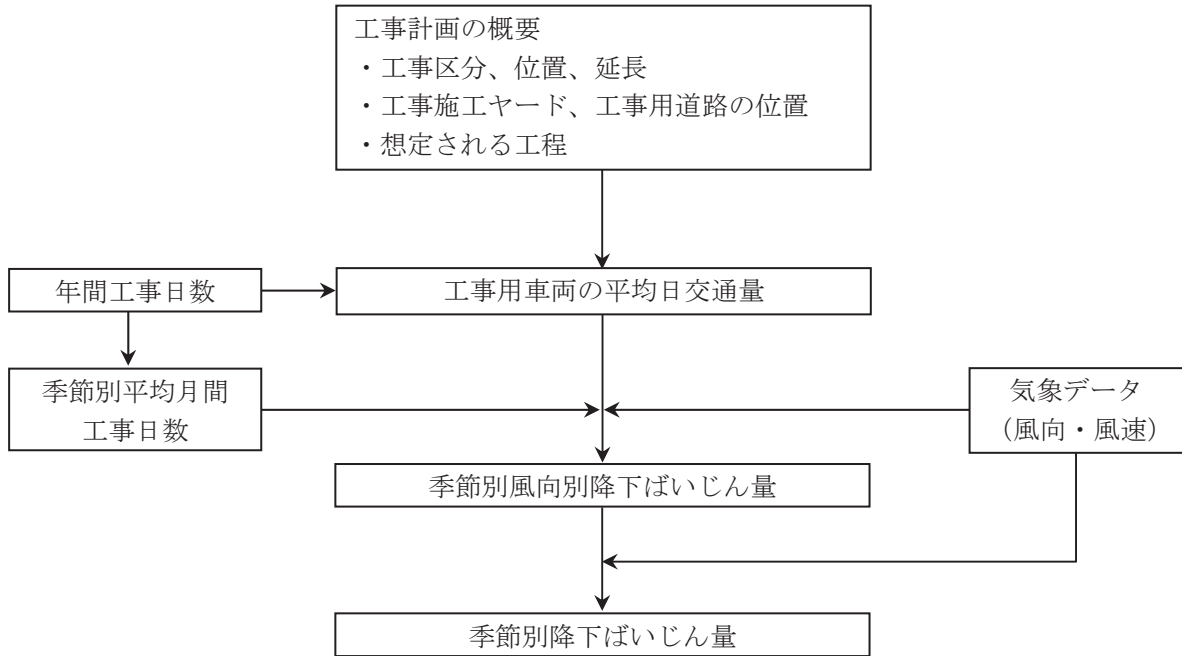 工事計画の概要
・工事区分、位置、延長
・工事施工ヤード、工事用道路の位置
・想定される工程
年間工事日数
工事用車両の平均日交通量
季節別平均月間
工事日数
気象データ
（風向・風速）
季節別風向別降下ばいじん量
季節別降下ばいじん量